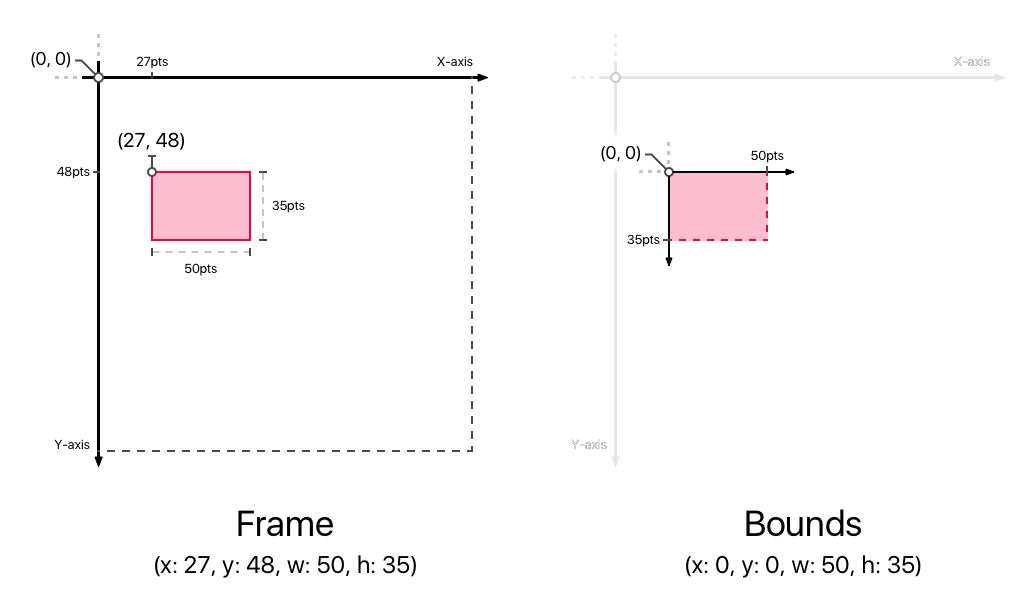 (0, 0)
27pts
X-axis
(27, 48)
48pts
35pts
50pts
Y-axis
Frame
(x: 27, y: 48, w: 50, h: 35)
X-axis
(0, 0)
50pts
35pts
Y-axis
Bounds
(x: 0, y: 0, w: 50, h: 35)